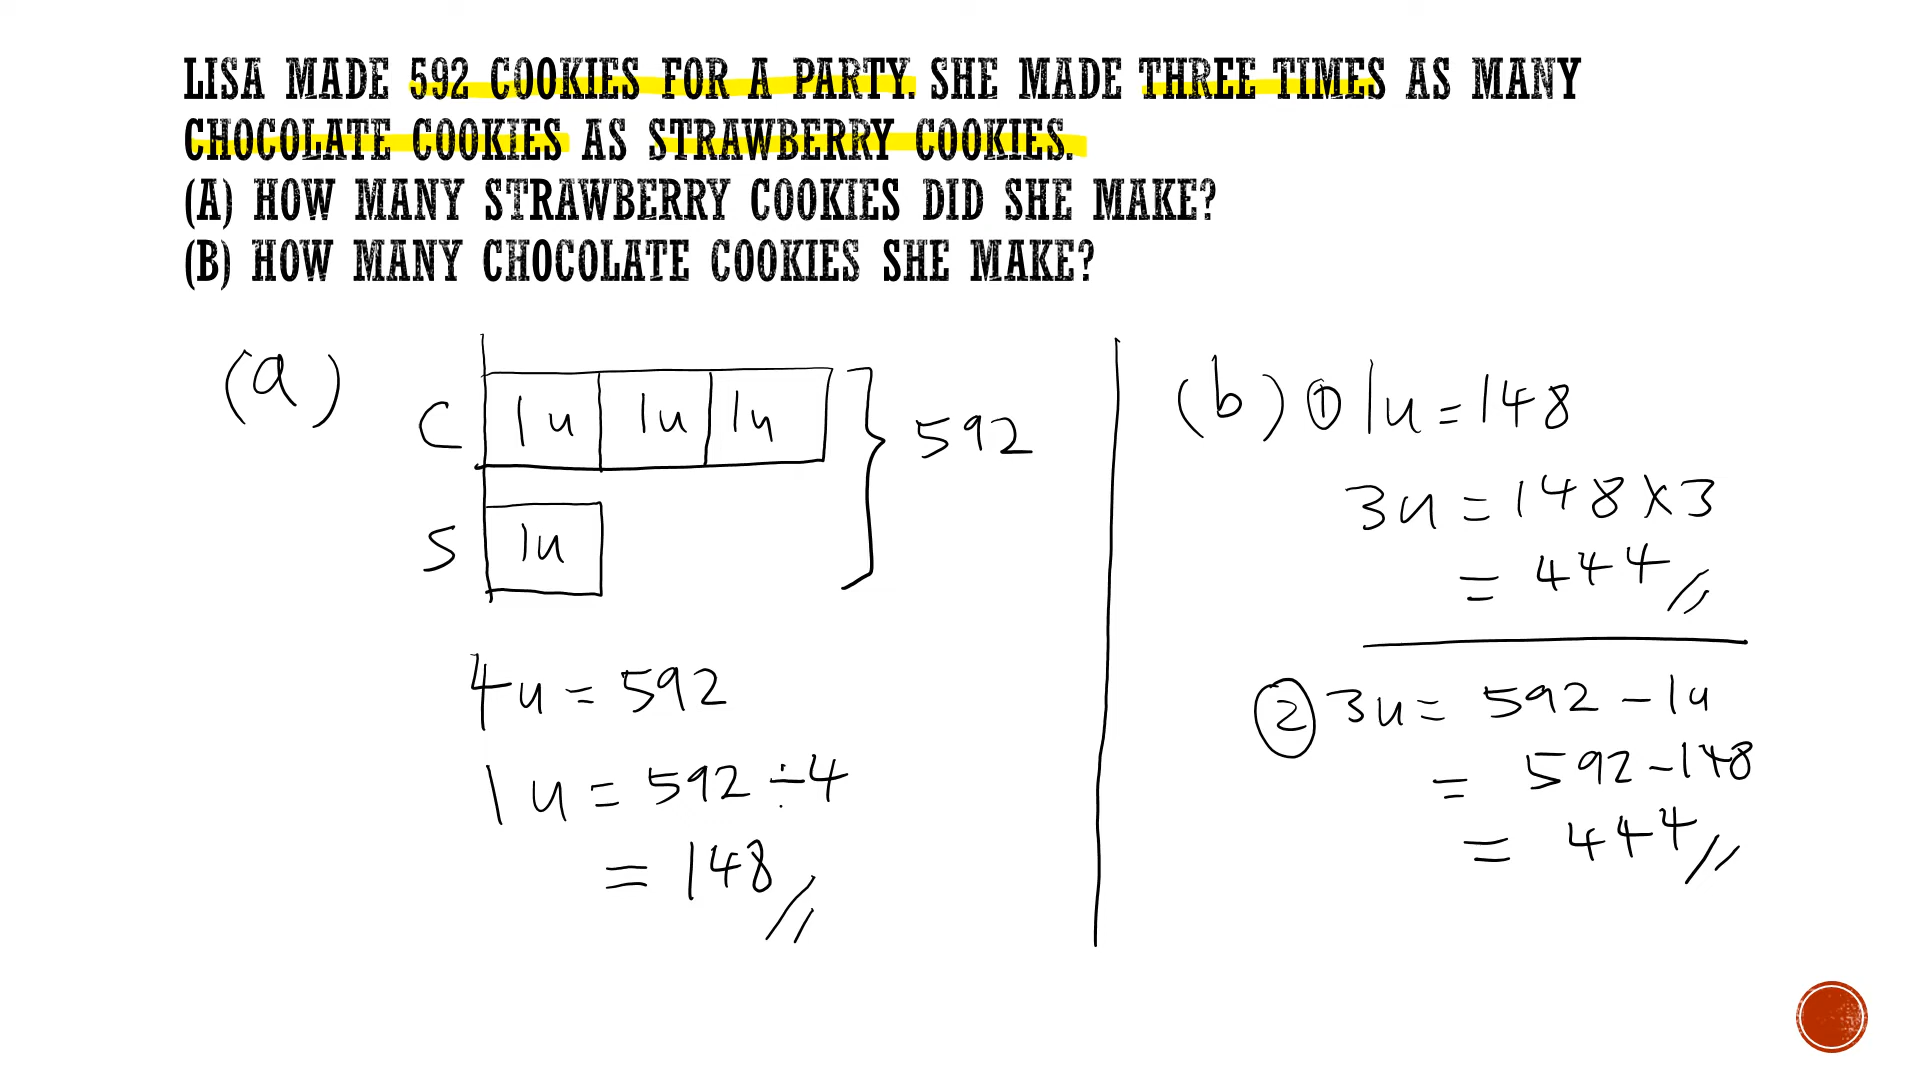 LISA MADE 592 COOKIES FOR A PARTY. SHE MADE THREE TIMES AS MANY
CHOCOLATE COOKIES AS STRAWBERRY COOKIES.
(A) HOW MANY STRAWBERRY COOKIES DID SHE MAKE?
(B) HOW MANY CHOCOLATE COOKIES SHE MAKE?
(a)
C 1u 1u 1u 592
S 1u
4u = 592
1u = 592 ÷ 4
= 148
(b) ① 1u = 148
3u = 148 × 3
= 444
② 3u = 592 - 1u
= 592 - 148
= 444